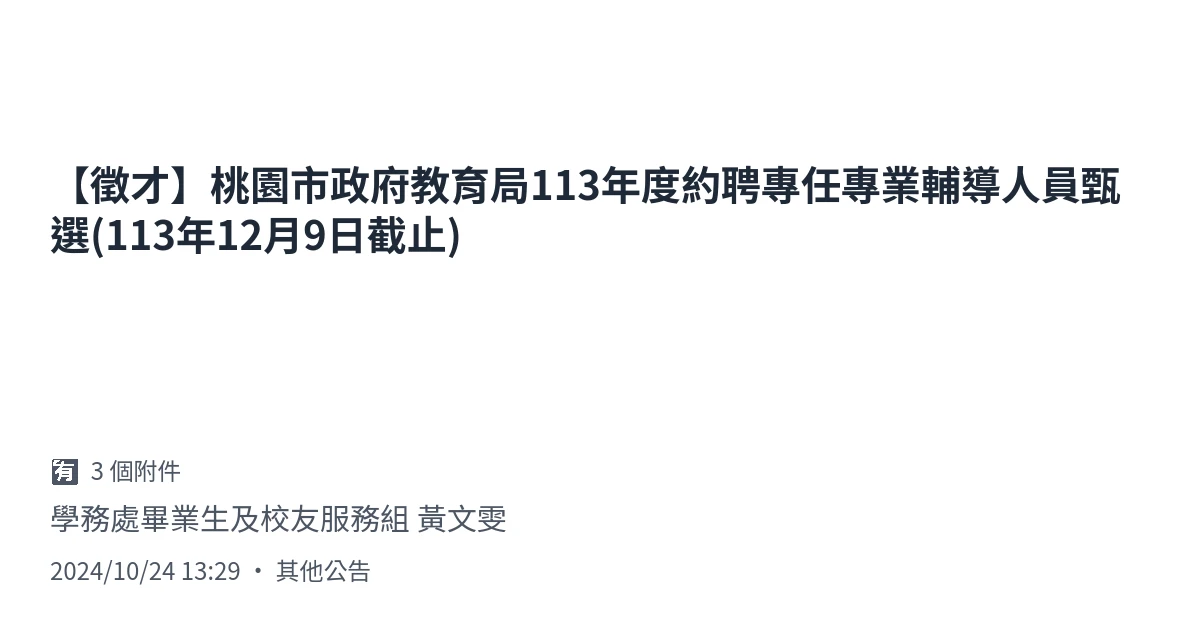 【徵才】桃園市政府教育局113年度約聘專任專業輔導人員甄
選(113年12月9日截止)
有 3 個附件
學務處畢業生及校友服務組 黃文雯
2024/10/24 13:29 • 其他公告